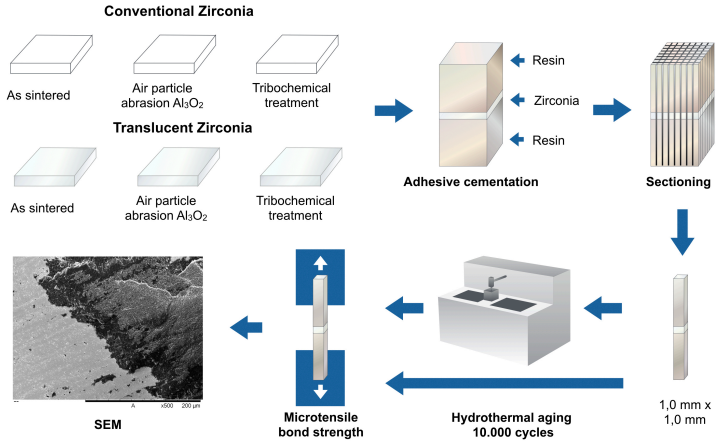 Conventional Zirconia
As sintered
Air particle
abrasion Al₃O₂
Tribochemical
treatment
Translucent Zirconia
As sintered
Air particle
abrasion Al₃O₂
Tribochemical
treatment
Resin
Zirconia
Resin
Adhesive cementation
Sectioning
1,0 mm x
1,0 mm
Hydrothermal aging
10.000 cycles
Microtensile
bond strength
A x500 200 µm
SEM